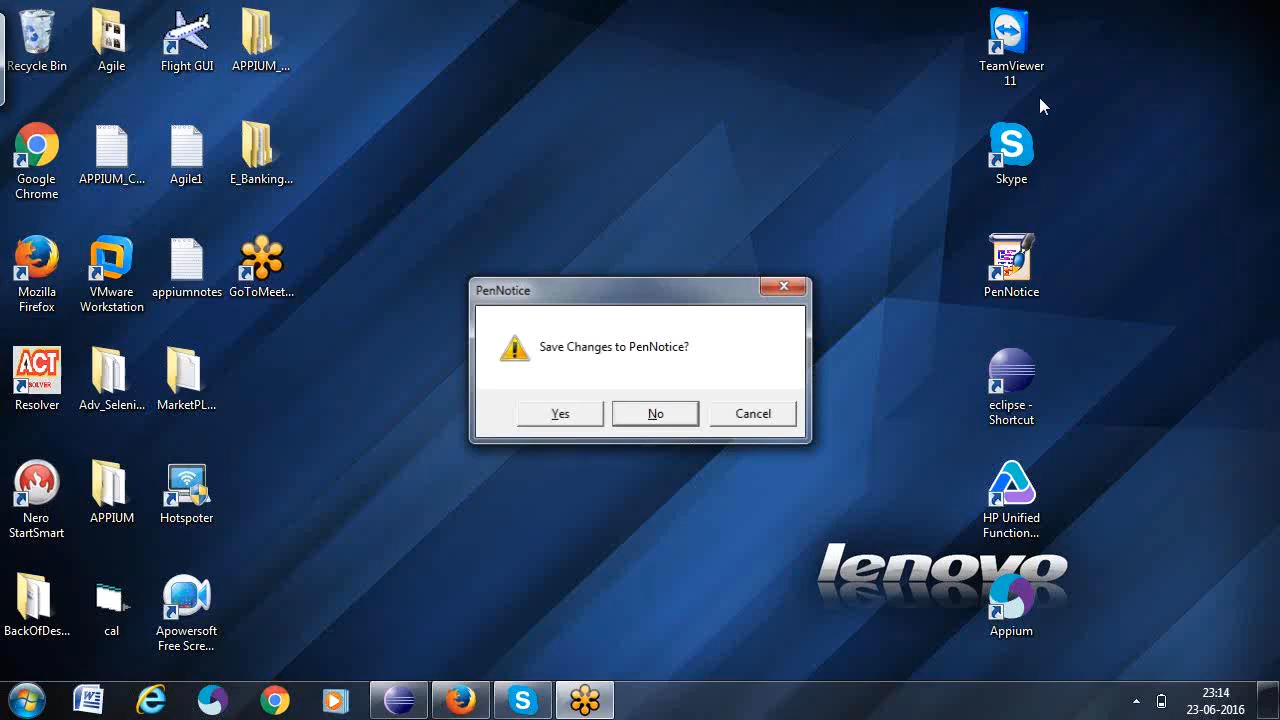 Recycle Bin
Agile
Flight GUI
APPIUM_...
TeamViewer
11
Google
Chrome
APPIUM_C...
Agile1
E_Banking...
S
Skype
Mozilla
Firefox
VMware
Workstation
appiumnotes
GoToMeet...
PenNotice
PenNotice
Save Changes to PenNotice?
Yes
No
Cancel
ACT
RESOLVER
Resolver
Adv_Seleni...
MarketPL...
eclipse -
Shortcut
Nero
StartSmart
APPIUM
Hotspoter
HP Unified
Function...
lenovo
BackOfDes...
cal
Apowersoft
Free Scre...
Appium
W
S
23:14
23-06-2016